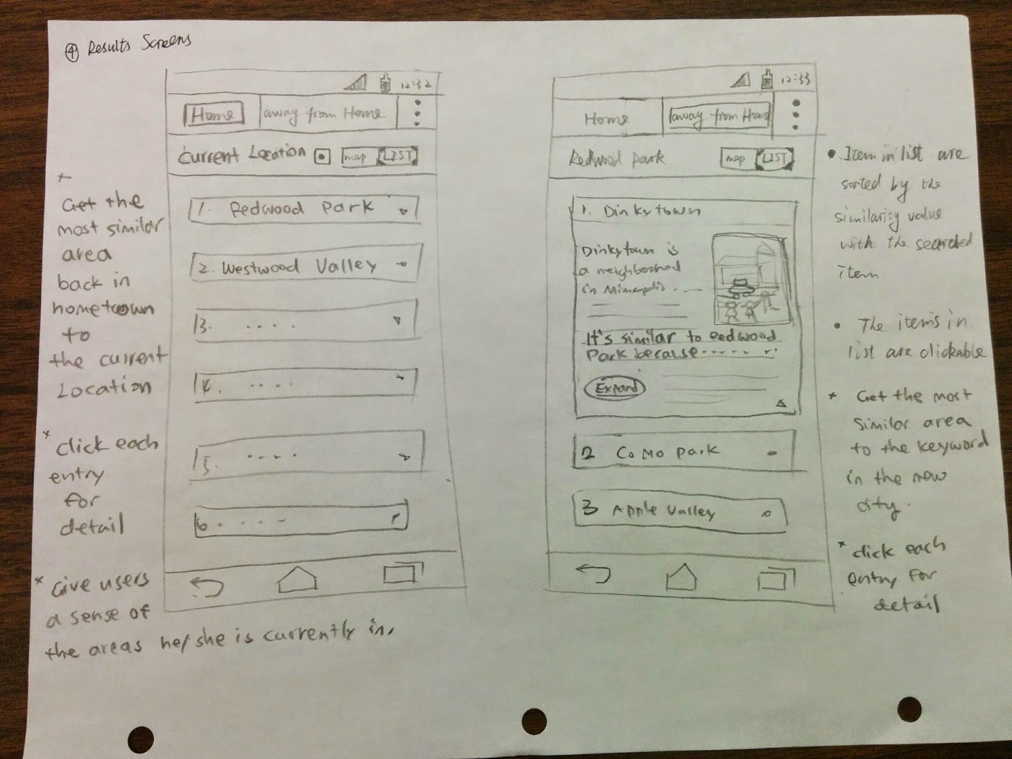 ④ Results Screens
12:32
Home
away from Home
Current Location
map
LIST
1. Redwood Park
2. Westwood Valley
3. ....
4. ....
5. ....
6. ....
* Get the
most similar
area
back in
hometown
to
the current
Location
* click each
entry
for
detail
* Give users
a sense of
the areas he/she is currently in.
12:33
Home
away from Home
Redwood park
map
LIST
1. Dinkytown
Dinkytown is
a neighborhood
in Minneapolis. ...
It's similar to Redwood
Park because......
Expand
2 Como park
3 Apple Valley
• Item in list are
sorted by the
similarity value
with the searched
item
• The items in
list are clickable
* Get the most
similar area
to the keyword
in the new
city.
* click each
entry for
detail